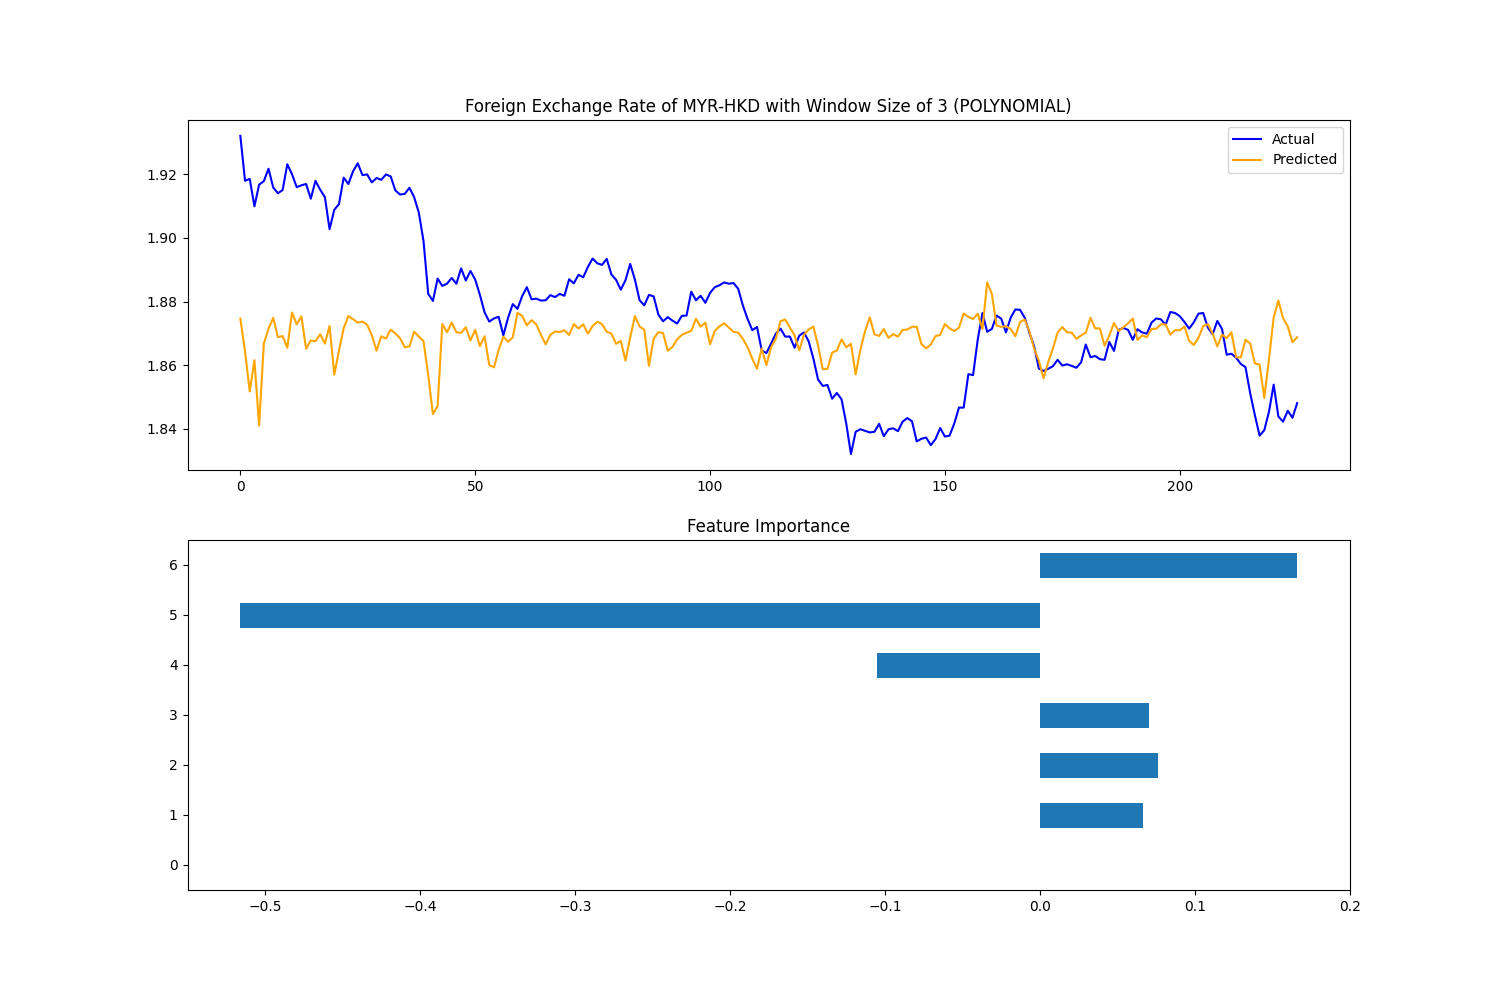 Foreign Exchange Rate of MYR-HKD with Window Size of 3 (POLYNOMIAL)
Actual
Predicted
1.92
1.90
1.88
1.86
1.84
0 50 100 150 200
Feature Importance
6
5
4
3
2
1
0
−0.5 −0.4 −0.3 −0.2 −0.1 0.0 0.1 0.2